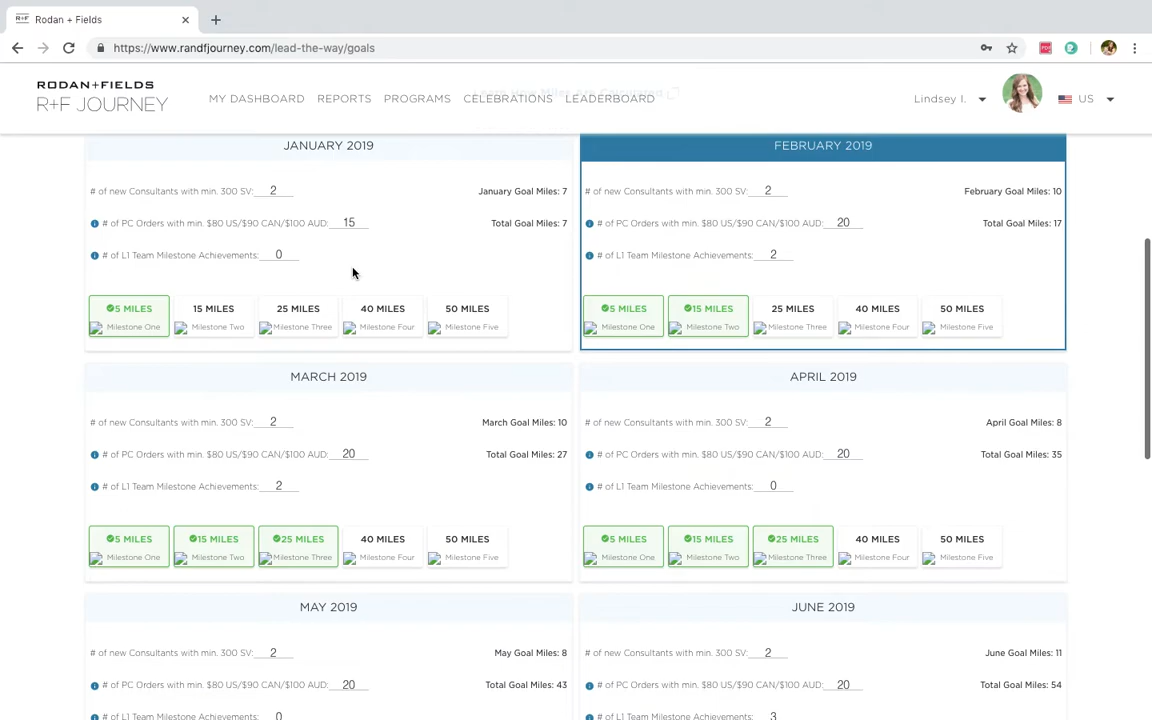 R+F Rodan + Fields
https://www.randfjourney.com/lead-the-way/goals
RODAN+FIELDS
R+F JOURNEY
MY DASHBOARD REPORTS PROGRAMS CELEBRATIONS LEADERBOARD
Lindsey I. US
JANUARY 2019
# of new Consultants with min. 300 SV: 2 January Goal Miles: 7
# of PC Orders with min. $80 US/$90 CAN/$100 AUD: 15 Total Goal Miles: 7
# of L1 Team Milestone Achievements: 0
5 MILES 15 MILES 25 MILES 40 MILES 50 MILES
Milestone One Milestone Two Milestone Three Milestone Four Milestone Five
FEBRUARY 2019
# of new Consultants with min. 300 SV: 2 February Goal Miles: 10
# of PC Orders with min. $80 US/$90 CAN/$100 AUD: 20 Total Goal Miles: 17
# of L1 Team Milestone Achievements: 2
5 MILES 15 MILES 25 MILES 40 MILES 50 MILES
Milestone One Milestone Two Milestone Three Milestone Four Milestone Five
MARCH 2019
# of new Consultants with min. 300 SV: 2 March Goal Miles: 10
# of PC Orders with min. $80 US/$90 CAN/$100 AUD: 20 Total Goal Miles: 27
# of L1 Team Milestone Achievements: 2
5 MILES 15 MILES 25 MILES 40 MILES 50 MILES
Milestone One Milestone Two Milestone Three Milestone Four Milestone Five
APRIL 2019
# of new Consultants with min. 300 SV: 2 April Goal Miles: 8
# of PC Orders with min. $80 US/$90 CAN/$100 AUD: 20 Total Goal Miles: 35
# of L1 Team Milestone Achievements: 0
5 MILES 15 MILES 25 MILES 40 MILES 50 MILES
Milestone One Milestone Two Milestone Three Milestone Four Milestone Five
MAY 2019
# of new Consultants with min. 300 SV: 2 May Goal Miles: 8
# of PC Orders with min. $80 US/$90 CAN/$100 AUD: 20 Total Goal Miles: 43
# of L1 Team Milestone Achievements: 0
JUNE 2019
# of new Consultants with min. 300 SV: 2 June Goal Miles: 11
# of PC Orders with min. $80 US/$90 CAN/$100 AUD: 20 Total Goal Miles: 54
# of L1 Team Milestone Achievements: 3